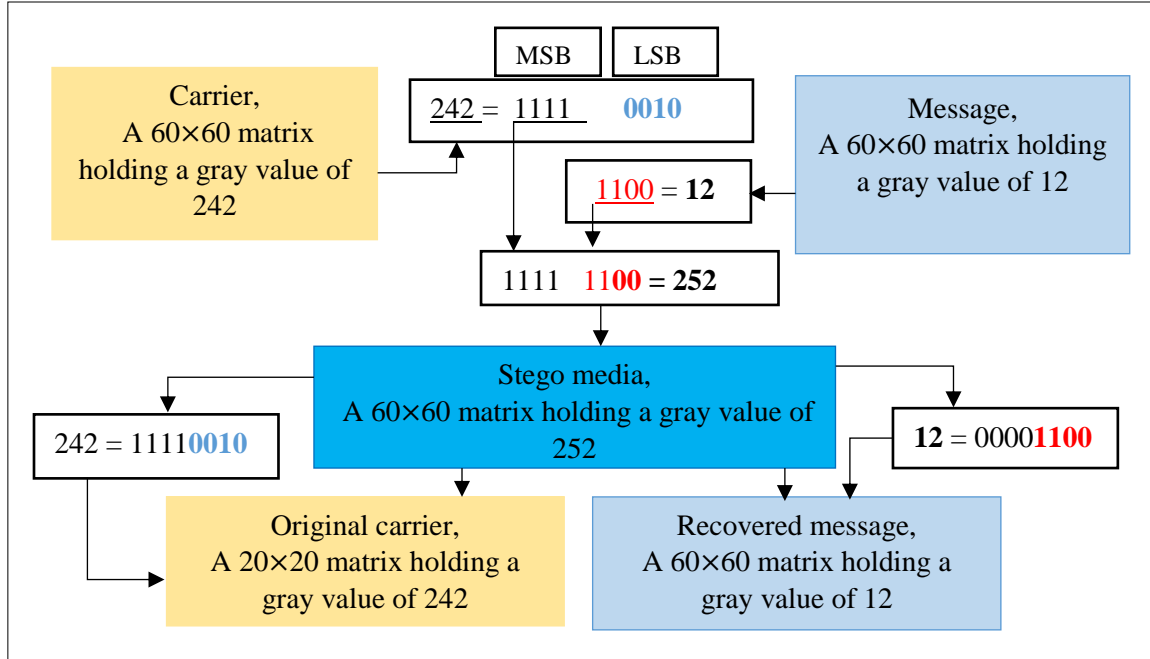 MSB
LSB
Carrier,
A 60×60 matrix
holding a gray value of
242
242 = 1111 0010
Message,
A 60×60 matrix holding
a gray value of 12
1100 = 12
1111 1100 = 252
Stego media,
A 60×60 matrix holding a gray value of
252
242 = 11110010
12 = 00001100
Original carrier,
A 20×20 matrix holding a
gray value of 242
Recovered message,
A 60×60 matrix holding a
gray value of 12